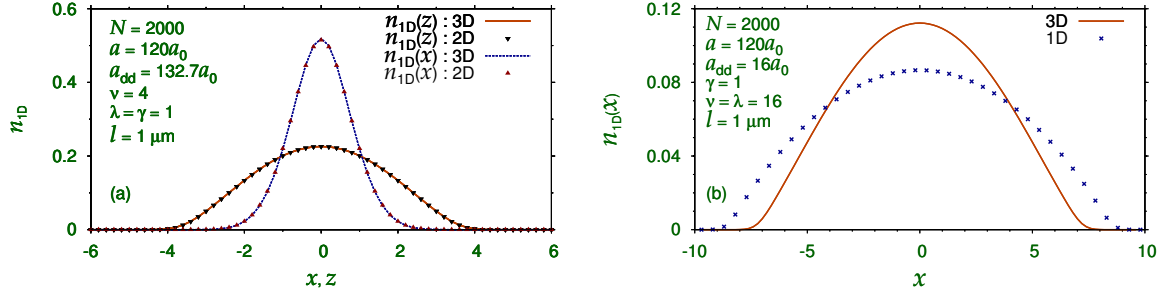 n1D(z) : 3D
n1D(z) : 2D
n1D(x) : 3D
n1D(x) : 2D
N = 2000
a = 120a0
add = 132.7a0
ν = 4
λ = γ = 1
l = 1 μm
(a)
n1D
0.6
0.4
0.2
0
-6
-4
-2
0
2
4
6
x, z
3D
1D
N = 2000
a = 120a0
add = 16a0
γ = 1
ν = λ = 16
l = 1 μm
(b)
n1D(x)
0.12
0.08
0.04
0
-10
-5
0
5
10
x